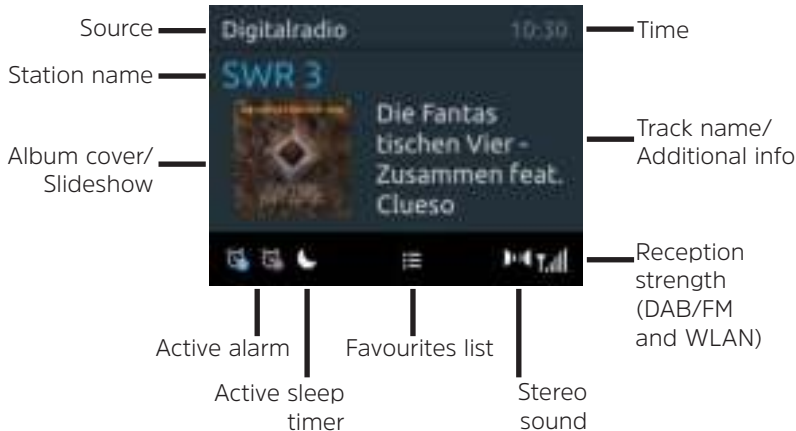 Source
Digitalradio
10:30
Time
Station name
SWR 3
Album cover/
Slideshow
Die Fantas
tischen Vier -
Zusammen feat.
Clueso
Track name/
Additional info
Reception
strength
(DAB/FM
and WLAN)
Active alarm
Favourites list
Active sleep
timer
Stereo
sound